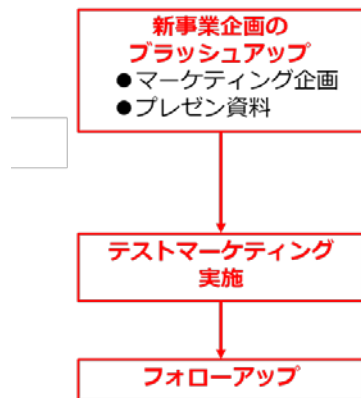 新事業企画の
ブラッシュアップ
●マーケティング企画
●プレゼン資料
テストマーケティング
実施
フォローアップ